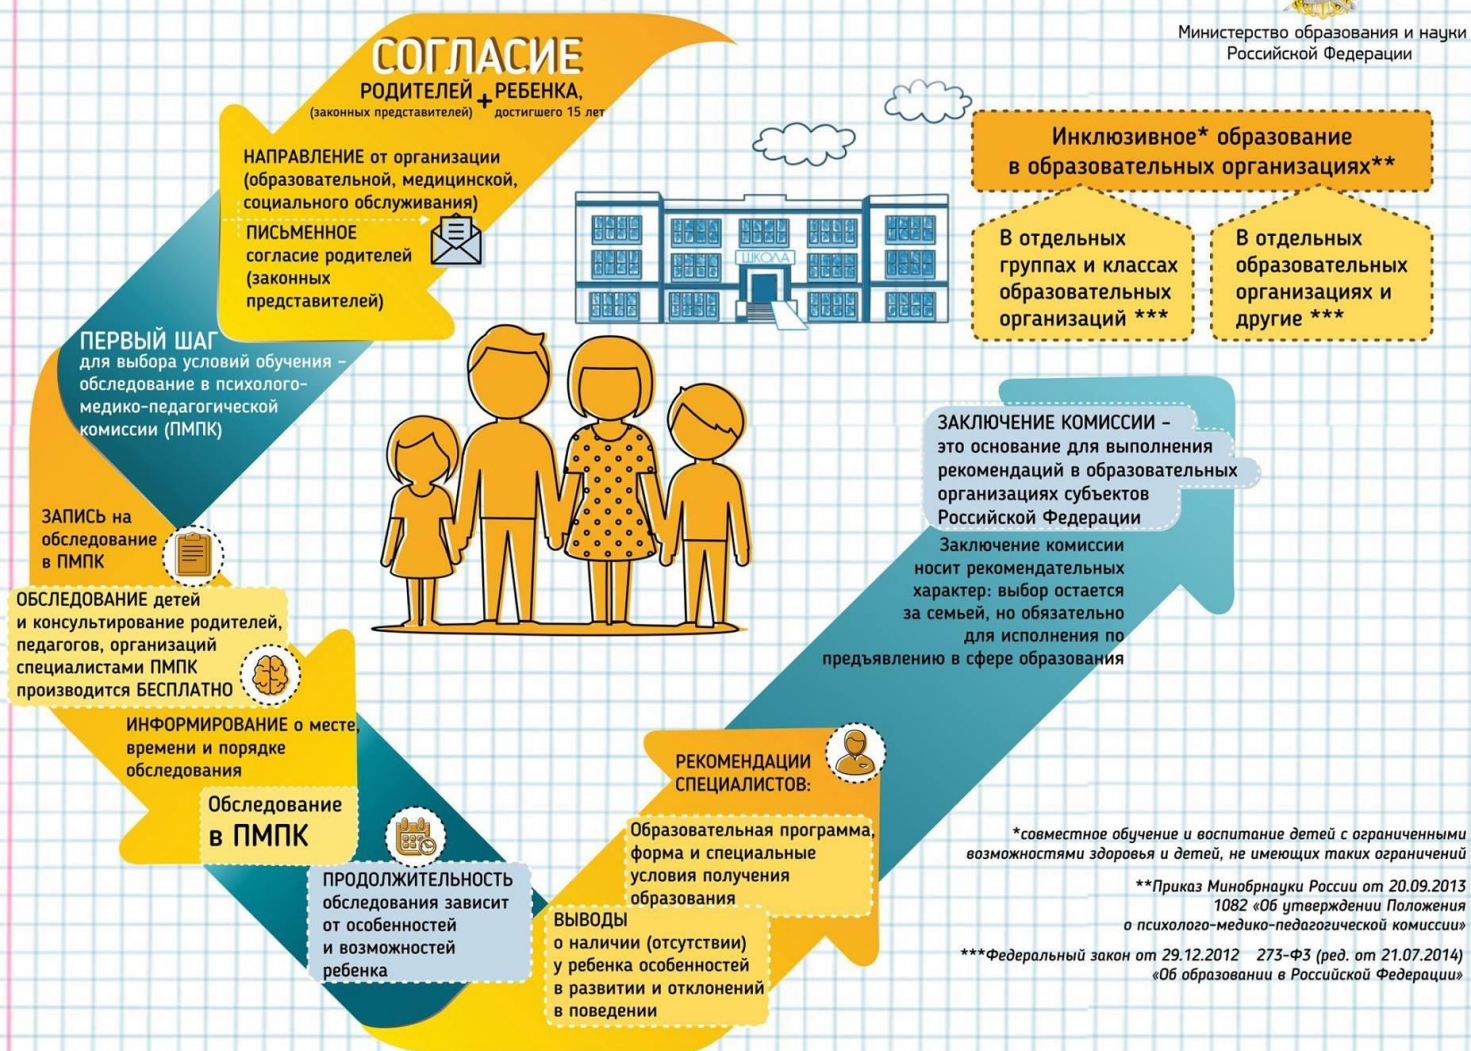 Министерство образования и науки
Российской Федерации
СОГЛАСИЕ
РОДИТЕЛЕЙ + РЕБЕНКА,
(законных представителей) достигшего 15 лет
НАПРАВЛЕНИЕ от организации
(образовательной, медицинской,
социального обслуживания)
ПИСЬМЕННОЕ
согласие родителей
(законных
представителей)
ПЕРВЫЙ ШАГ
для выбора условий обучения –
обследование в психолого-
медико-педагогической
комиссии (ПМПК)
ЗАПИСЬ на
обследование
в ПМПК
ОБСЛЕДОВАНИЕ детей
и консультирование родителей,
педагогов, организаций
специалистами ПМПК
производится БЕСПЛАТНО
ИНФОРМИРОВАНИЕ о месте,
времени и порядке
обследования
Обследование
в ПМПК
ПРОДОЛЖИТЕЛЬНОСТЬ
обследования зависит
от особенностей
и возможностей
ребенка
ВЫВОДЫ
о наличии (отсутствии)
у ребенка особенностей
в развитии и отклонений
в поведении
РЕКОМЕНДАЦИИ
СПЕЦИАЛИСТОВ:
Образовательная программа,
форма и специальные
условия получения
образования
ЗАКЛЮЧЕНИЕ КОМИССИИ –
это основание для выполнения
рекомендаций в образовательных
организациях субъектов
Российской Федерации
Заключение комиссии
носит рекомендательных
характер: выбор остается
за семьей, но обязательно
для исполнения по
предъявлению в сфере образования
ШКОЛА
Инклюзивное* образование
в образовательных организациях**
В отдельных
группах и классах
образовательных
организаций ***
В отдельных
образовательных
организациях и
другие ***
*совместное обучение и воспитание детей с ограниченными
возможностями здоровья и детей, не имеющих таких ограничений
**Приказ Минобрнауки России от 20.09.2013
1082 «Об утверждении Положения
о психолого-медико-педагогической комиссии»
***Федеральный закон от 29.12.2012 273-ФЗ (ред. от 21.07.2014)
«Об образовании в Российской Федерации»